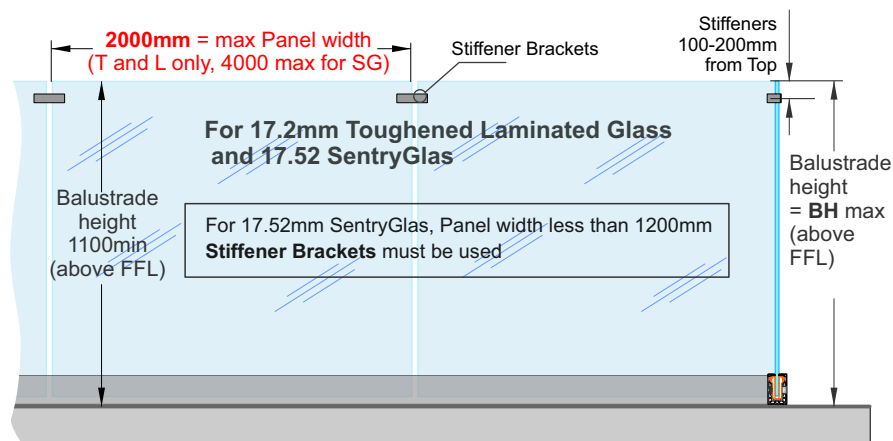 2000mm = max Panel width
(T and L only, 4000 max for SG)
Stiffener Brackets
Stiffeners
100-200mm
from Top
For 17.2mm Toughened Laminated Glass
and 17.52 SentryGlas
Balustrade
height
1100min
(above FFL)
For 17.52mm SentryGlas, Panel width less than 1200mm
Stiffener Brackets must be used
Balustrade
height
= BH max
(above
FFL)